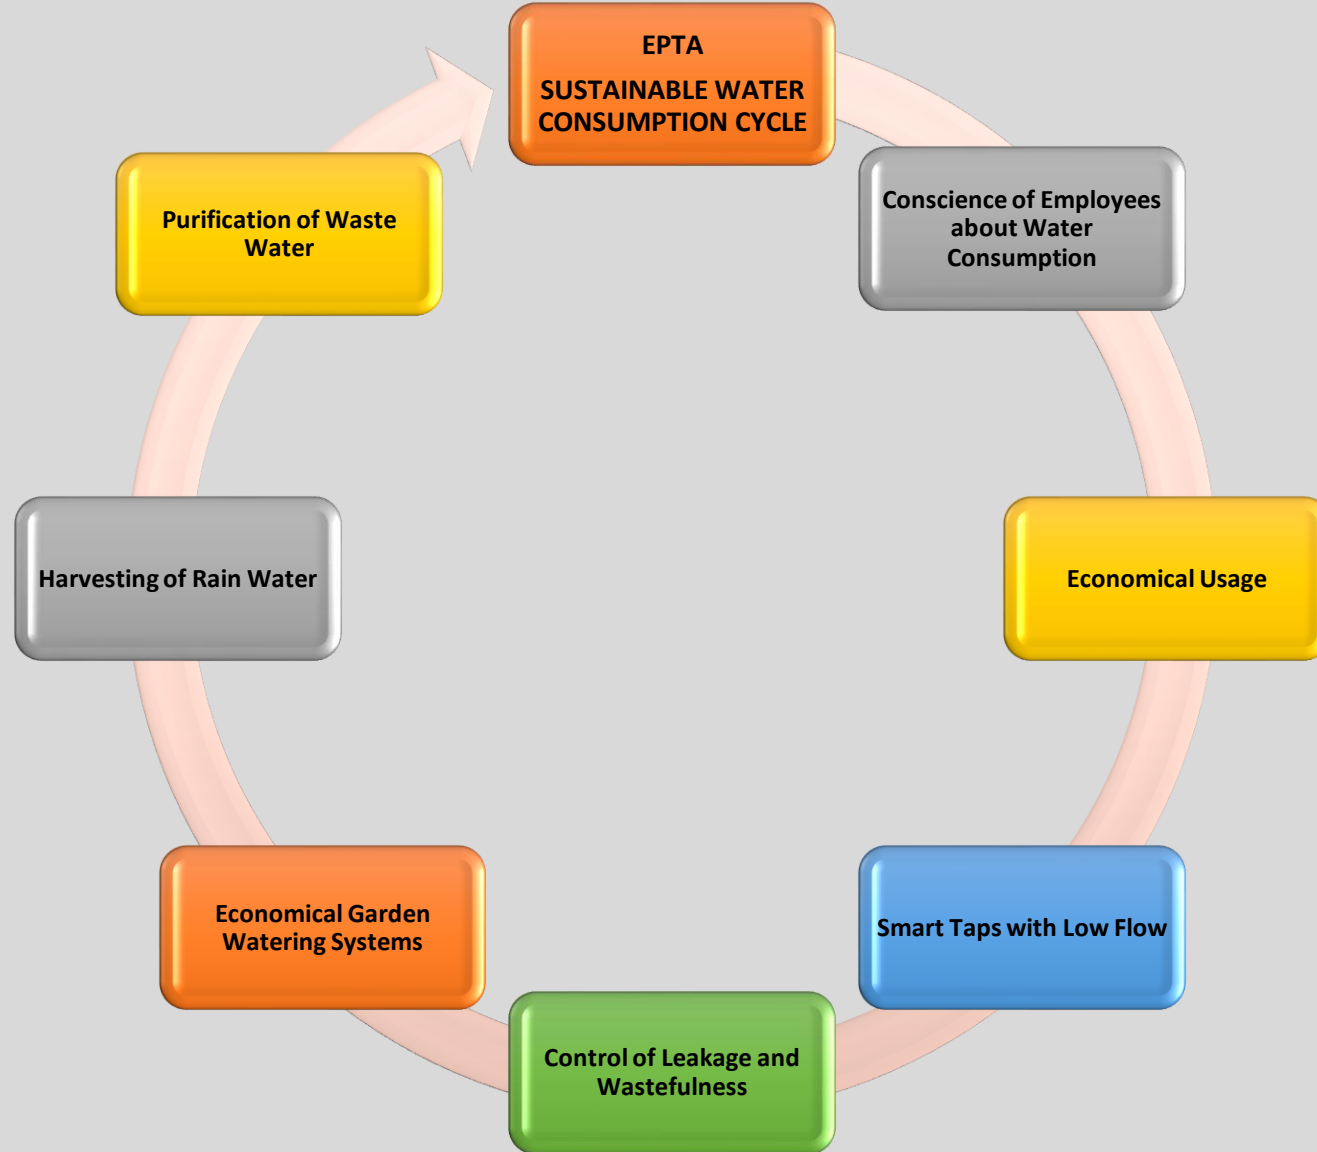 EPTA
SUSTAINABLE WATER
CONSUMPTION CYCLE
Conscience of Employees
about Water
Consumption
Economical Usage
Smart Taps with Low Flow
Control of Leakage and
Wastefulness
Economical Garden
Watering Systems
Harvesting of Rain Water
Purification of Waste
Water